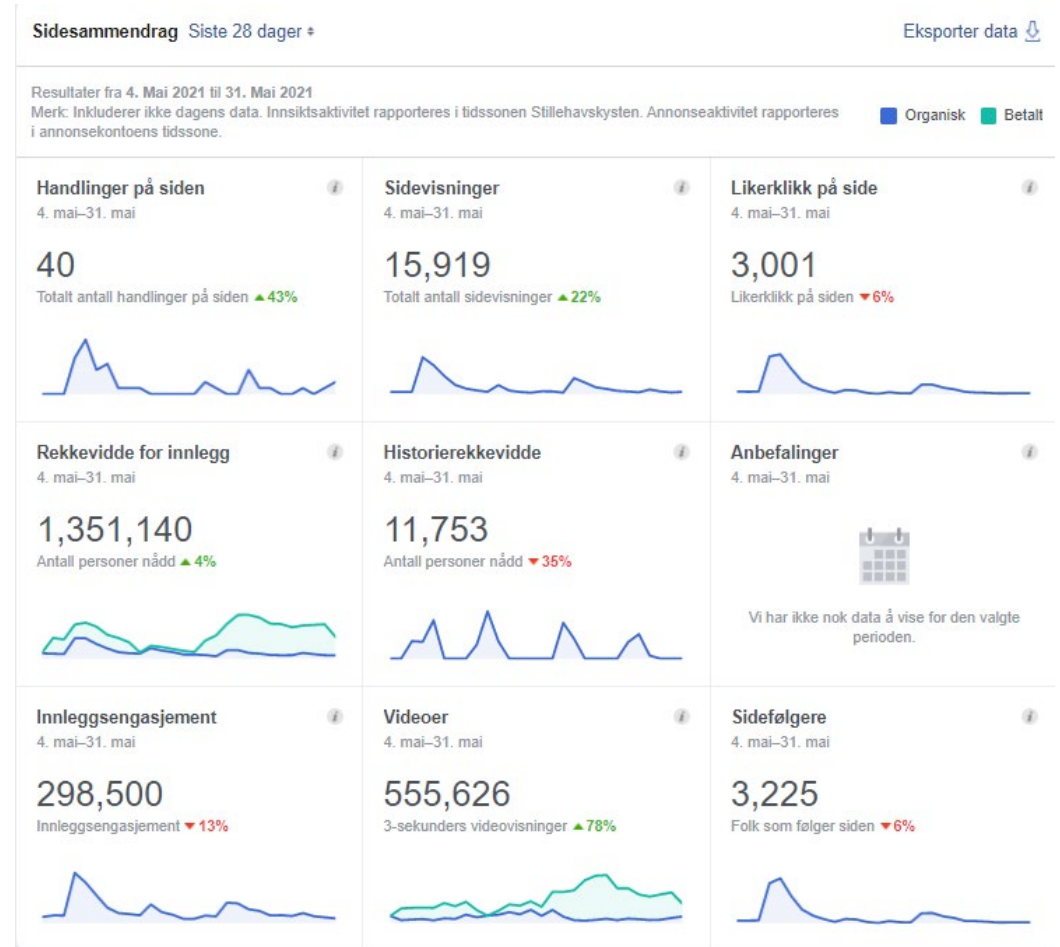 Sidesammendrag Siste 28 dager
Eksporter data
Resultater fra 4. Mai 2021 til 31. Mai 2021
Merk: Inkluderer ikke dagens data. Innsiktsaktivitet rapporteres i tidssonen Stillehavskysten. Annonseaktivitet rapporteres
i annonsekontoens tidssone.
Organisk Betalt
Handlinger på siden
4. mai–31. mai
40
Totalt antall handlinger på siden ▲43%
Sidevisninger
4. mai–31. mai
15,919
Totalt antall sidevisninger ▲22%
Likerklikk på side
4. mai–31. mai
3,001
Likerklikk på siden ▼6%
Rekkevidde for innlegg
4. mai–31. mai
1,351,140
Antall personer nådd ▲4%
Historierekkevidde
4. mai–31. mai
11,753
Antall personer nådd ▼35%
Anbefalinger
4. mai–31. mai
Vi har ikke nok data å vise for den valgte
perioden.
Innleggsengasjement
4. mai–31. mai
298,500
Innleggsengasjement ▼13%
Videoer
4. mai–31. mai
555,626
3-sekunders videovisninger ▲78%
Sidefølgere
4. mai–31. mai
3,225
Folk som følger siden ▼6%